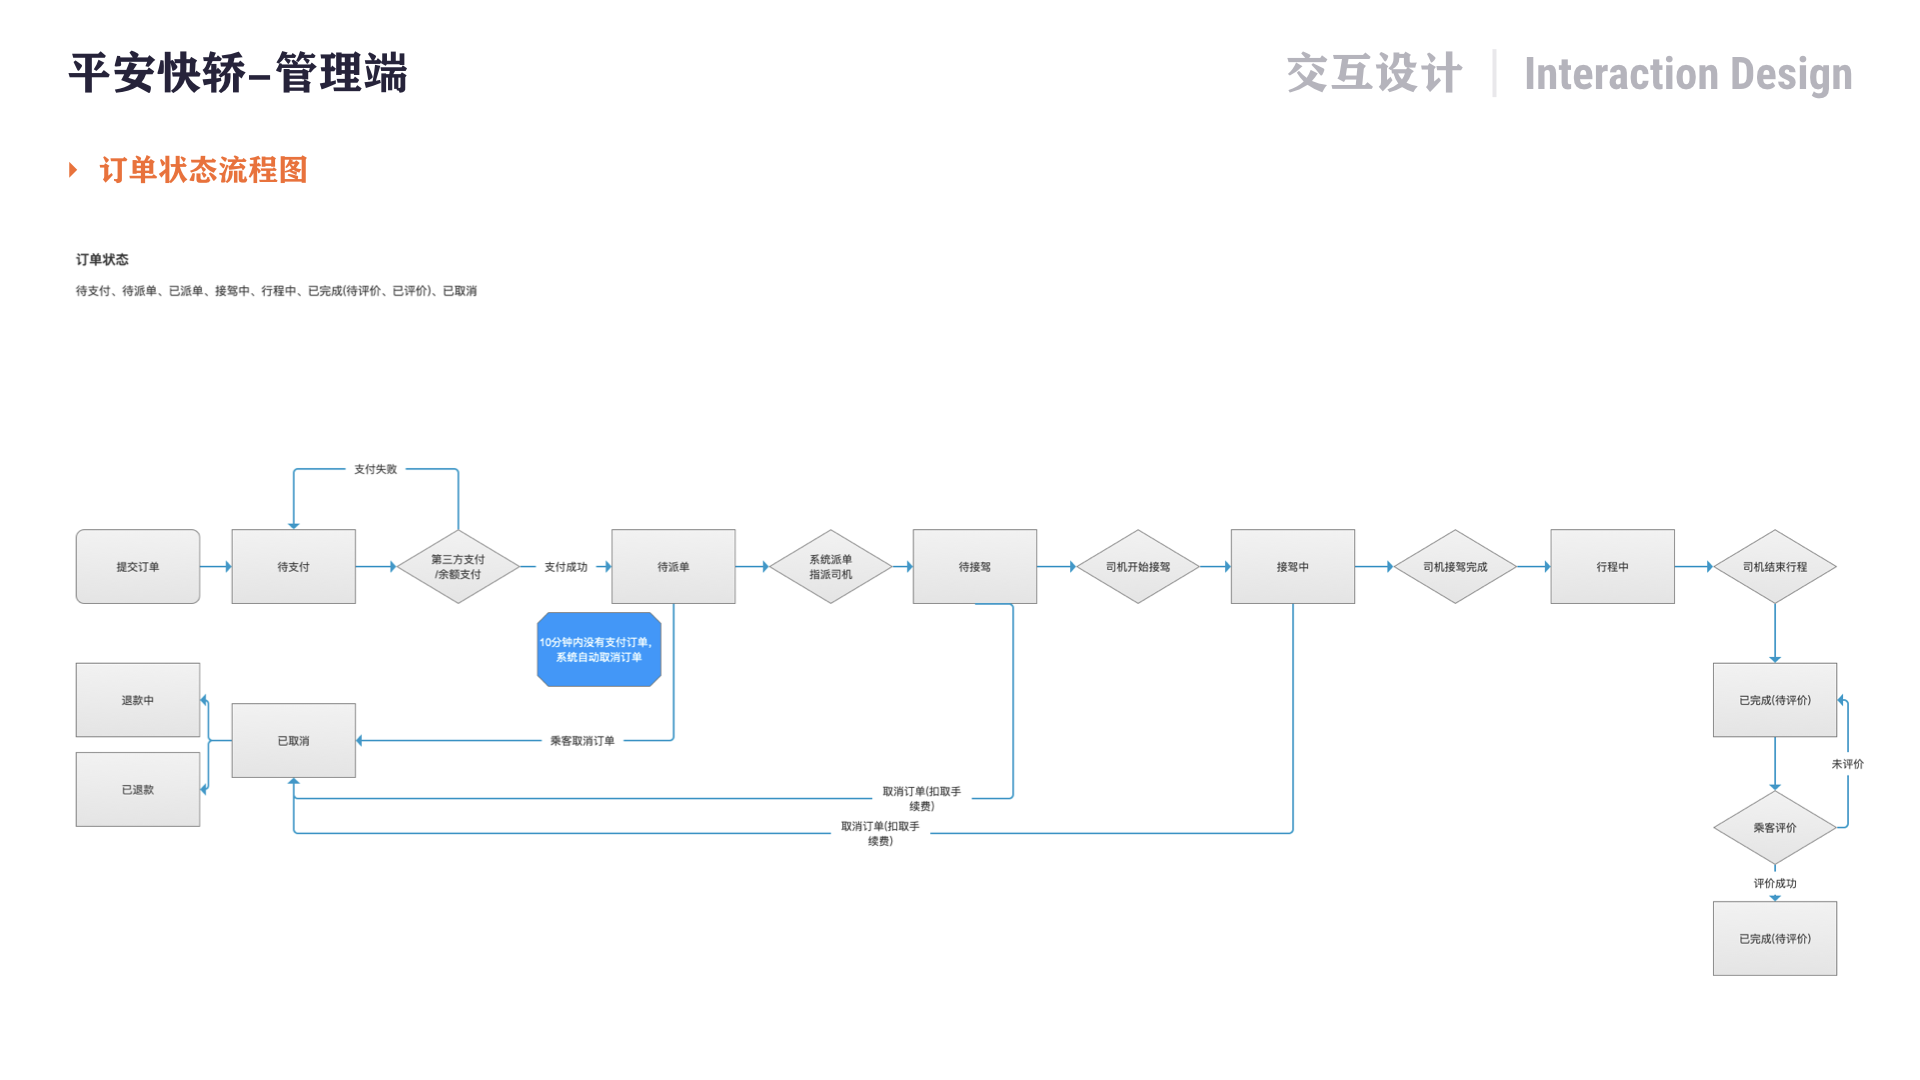 平安快轿–管理端
交互设计 | Interaction Design
订单状态流程图
订单状态
待支付、待派单、已派单、接驾中、行程中、已完成(待评价、已评价)、已取消
支付失败
提交订单
待支付
第三方支付
/余额支付
支付成功
待派单
系统派单
指派司机
待接驾
司机开始接驾
接驾中
司机接驾完成
行程中
司机结束行程
10分钟内没有支付订单，
系统自动取消订单
退款中
已退款
已取消
乘客取消订单
取消订单(扣取手
续费)
取消订单(扣取手
续费)
已完成(待评价)
未评价
乘客评价
评价成功
已完成(待评价)